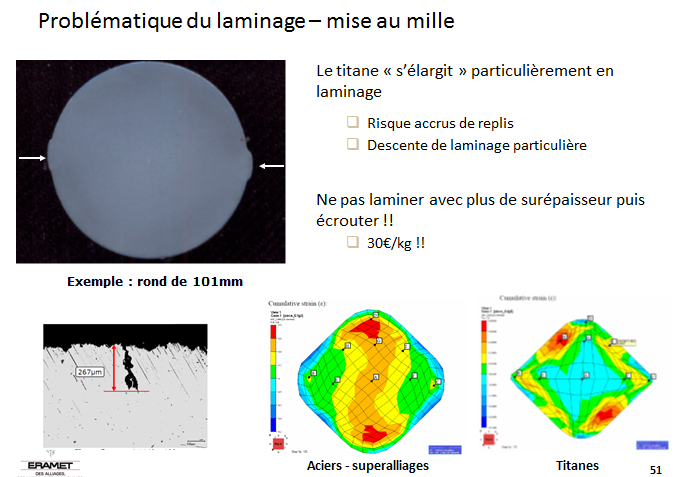 Problématique du laminage – mise au mille
Le titane « s’élargit » particulièrement en
laminage
Risque accrus de replis
Descente de laminage particulière
Ne pas laminer avec plus de surépaisseur puis
écrouter !!
30€/kg !!
Exemple : rond de 101mm
267µm
Cumulative strain (ε):
Cumulative strain (ε):
Aciers - superalliages
Titanes
ERAMET
DES ALLIAGES.
51